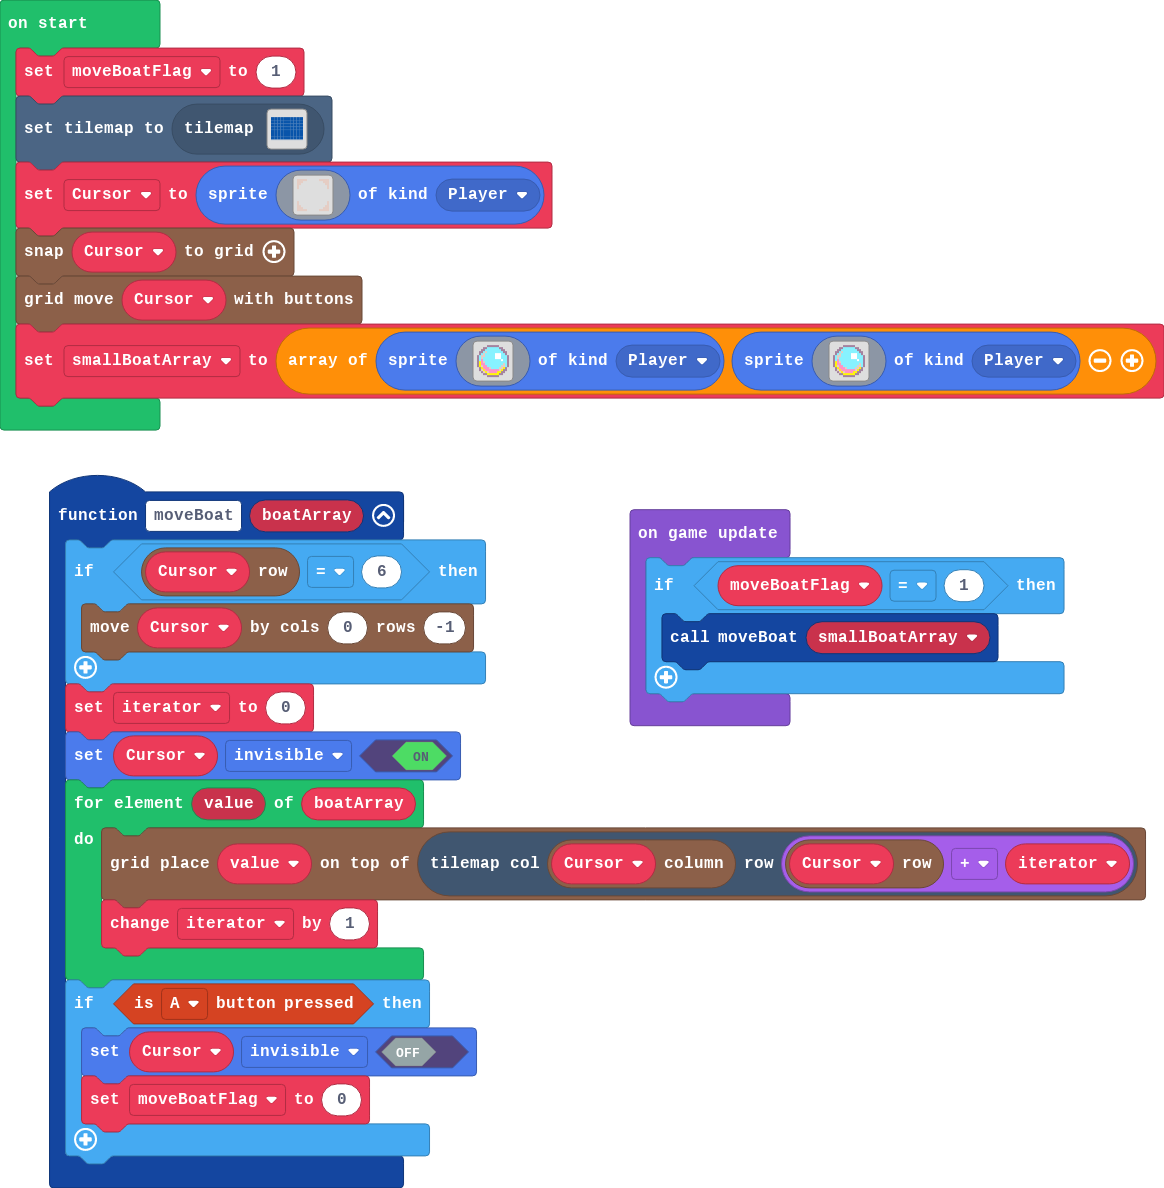 on start
set moveBoatFlag to 1
set tilemap to tilemap
set Cursor to sprite of kind Player
snap Cursor to grid
grid move Cursor with buttons
set smallBoatArray to array of sprite of kind Player sprite of kind Player
function moveBoat boatArray
if Cursor row = 6 then
move Cursor by cols 0 rows -1
set iterator to 0
set Cursor invisible ON
for element value of boatArray
do
grid place value on top of tilemap col Cursor column row Cursor row + iterator
change iterator by 1
if is A button pressed then
set Cursor invisible OFF
set moveBoatFlag to 0
on game update
if moveBoatFlag = 1 then
call moveBoat smallBoatArray